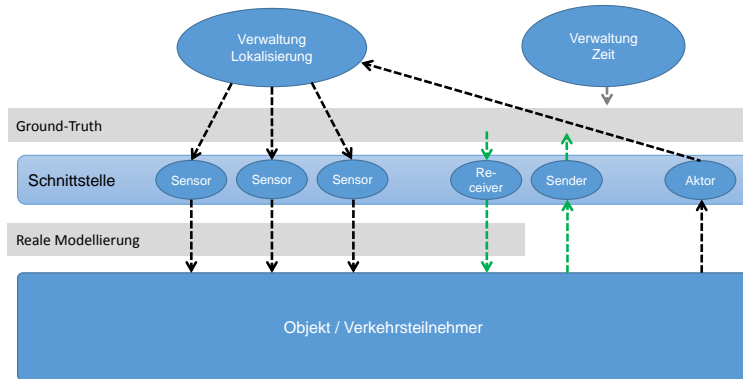 Verwaltung
Lokalisierung
Verwaltung
Zeit
Ground-Truth
Schnittstelle
Sensor
Sensor
Sensor
Re-
ceiver
Sender
Aktor
Reale Modellierung
Objekt / Verkehrsteilnehmer